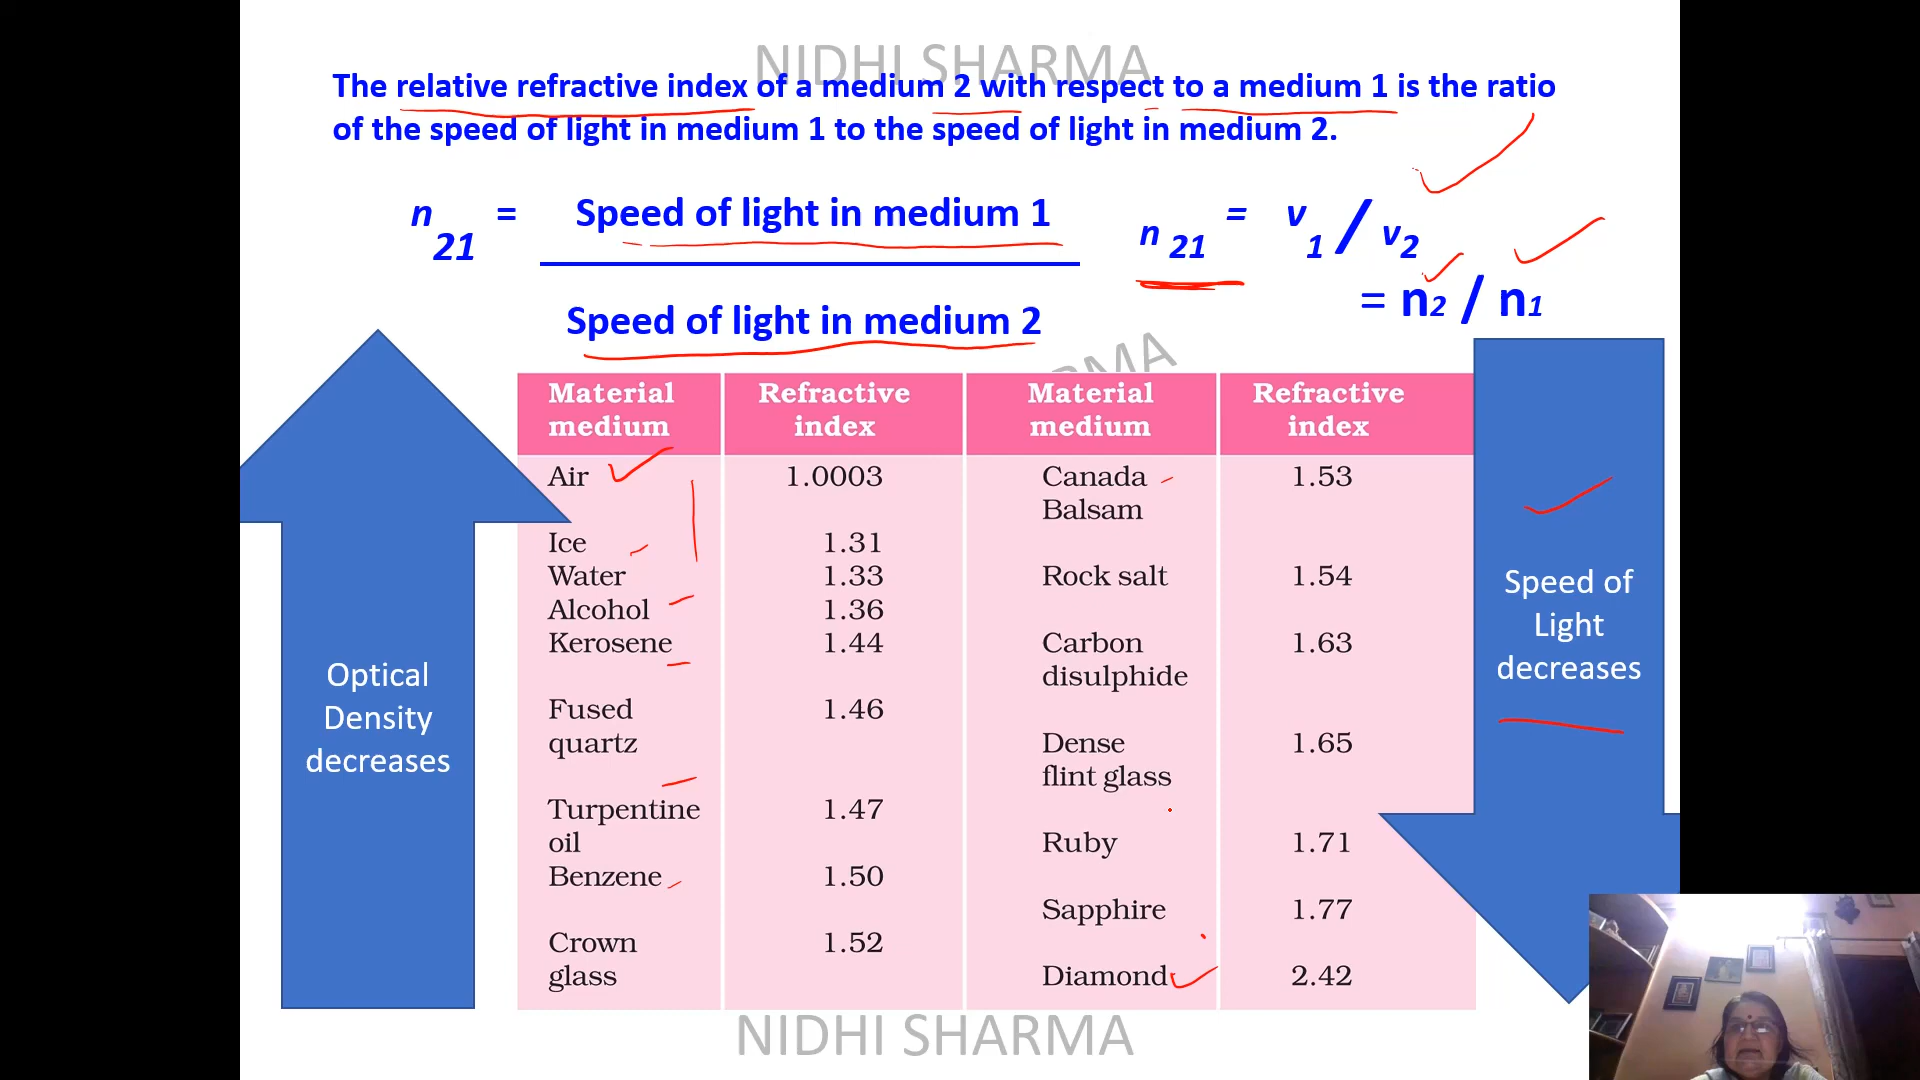 NIDHI SHARMA
The relative refractive index of a medium 2 with respect to a medium 1 is the ratio
of the speed of light in medium 1 to the speed of light in medium 2.
n 21 = Speed of light in medium 1
Speed of light in medium 2
n 21 = v 1 / v 2
= n2 / n1
RMA
Material medium Refractive index Material medium Refractive index
Air 1.0003 Canada Balsam 1.53
Ice 1.31
Water 1.33 Rock salt 1.54
Alcohol 1.36
Kerosene 1.44 Carbon disulphide 1.63
Fused quartz 1.46
Dense flint glass 1.65
Turpentine oil 1.47
Ruby 1.71
Benzene 1.50
Sapphire 1.77
Crown glass 1.52
Diamond 2.42
Optical
Density
decreases
Speed of
Light
decreases
NIDHI SHARMA